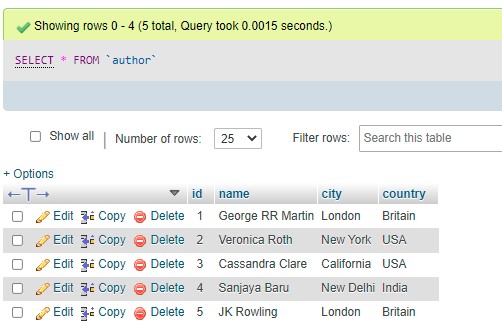 Showing rows 0 - 4 (5 total, Query took 0.0015 seconds.)
SELECT * FROM `author`
Show all | Number of rows: 25 Filter rows: Search this table
+ Options
←T→ id name city country
Edit Copy Delete 1 George RR Martin London Britain
Edit Copy Delete 2 Veronica Roth New York USA
Edit Copy Delete 3 Cassandra Clare California USA
Edit Copy Delete 4 Sanjaya Baru New Delhi India
Edit Copy Delete 5 JK Rowling London Britain